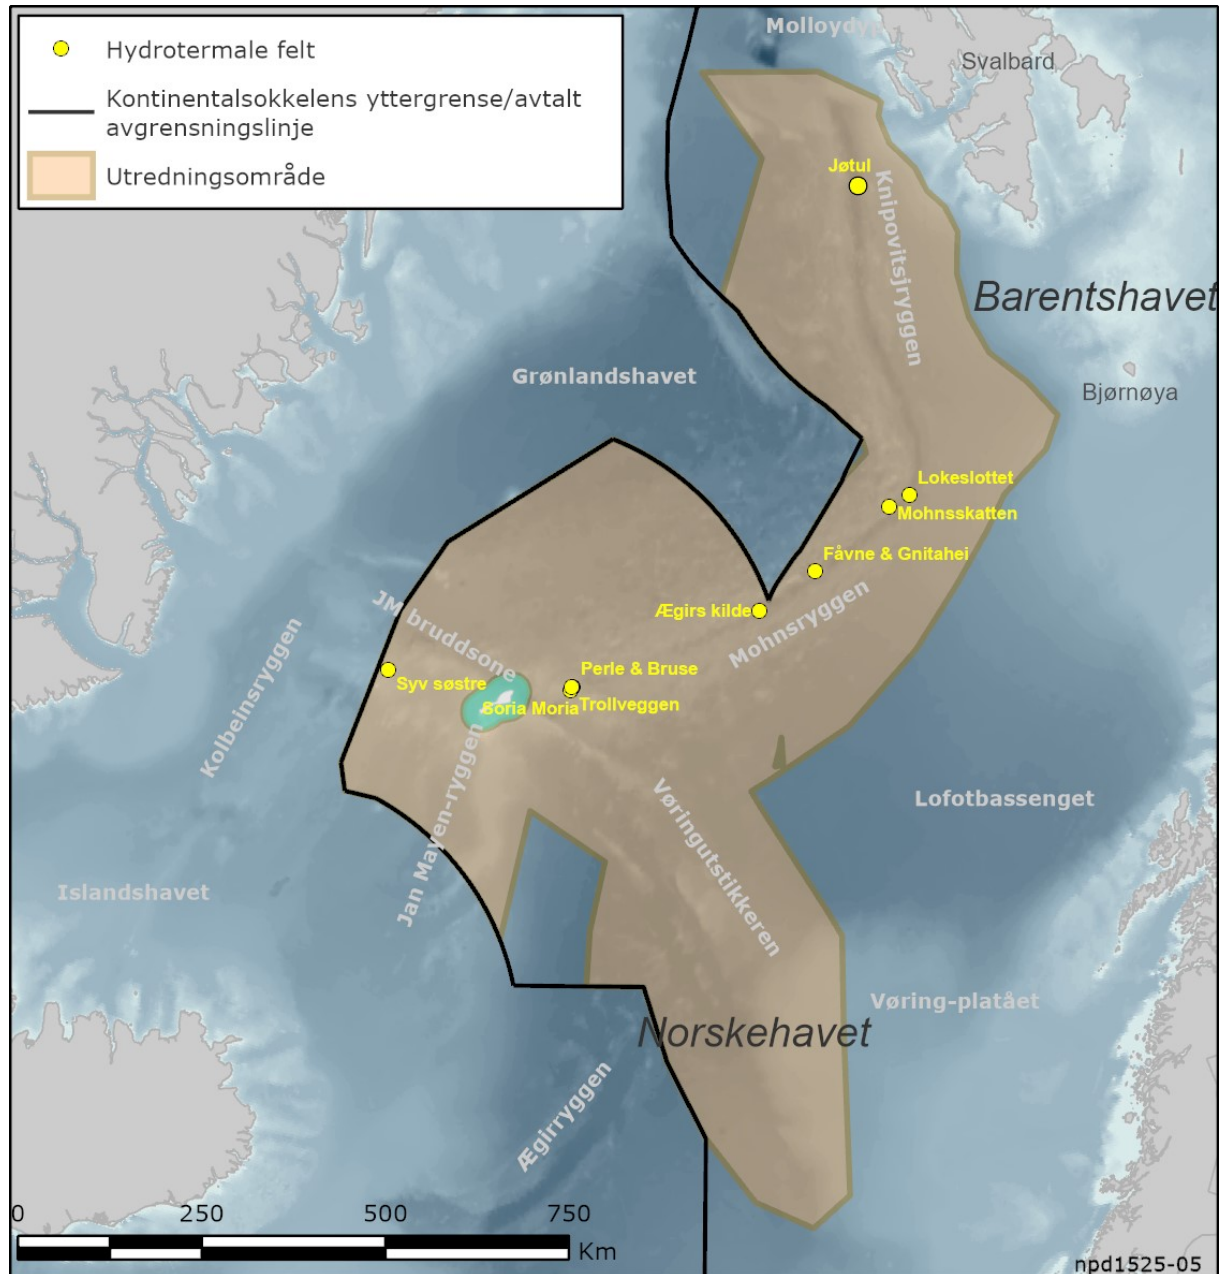 Hydrotermale felt
Kontinentalsokkelens yttergrense/avtalt
avgrensningslinje
Utredningsområde
Svalbard
Jøtul
Knipovitsjryggen
Barentshavet
Grønlandshavet
Bjørnøya
Lokeslottet
Mohnsskatten
Fåvne & Gnitahei
Ægirs kilde
Mohnsryggen
JM bruddsone
Kolbeinsryggen
Perle & Bruse
Syv søstre
Soria Moria
Trollveggen
Jan Mayen-ryggen
Vøringutstikkeren
Lofotbassenget
Islandshavet
Vøring-platået
Norskehavet
Ægirryggen
0 250 500 750
Km
npd1525-05